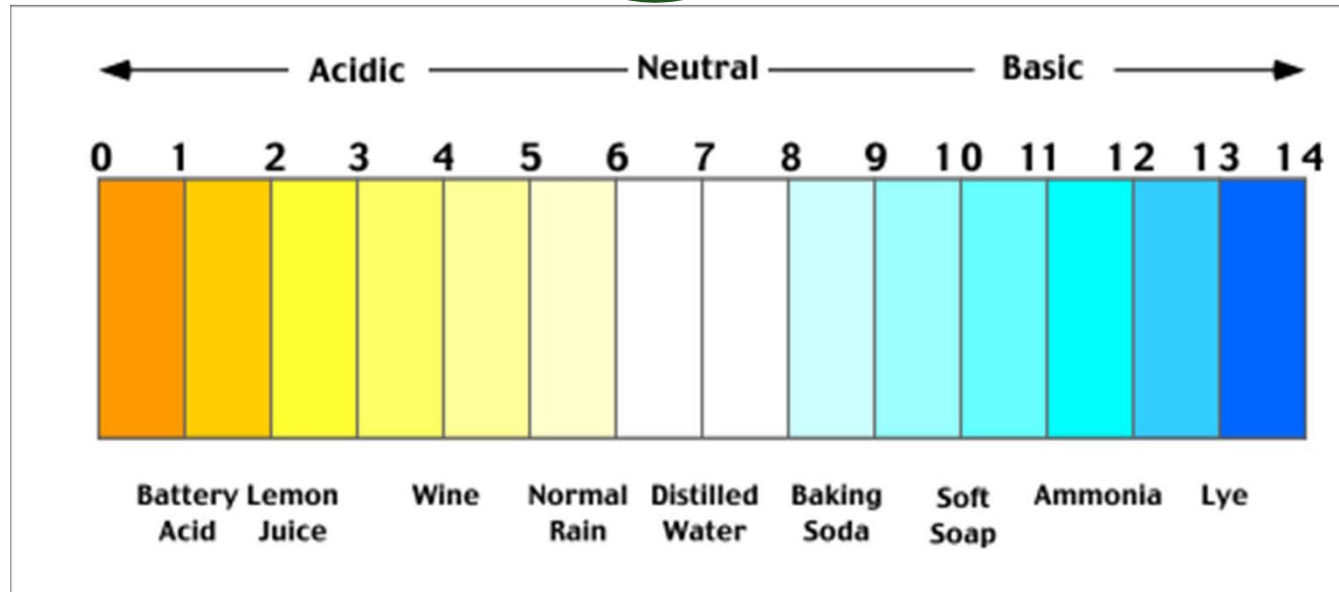 Acidic Neutral Basic
0 1 2 3 4 5 6 7 8 9 10 11 12 13 14
Battery Lemon Wine Normal Distilled Baking Soft Ammonia Lye
Acid Juice Rain Water Soda Soap